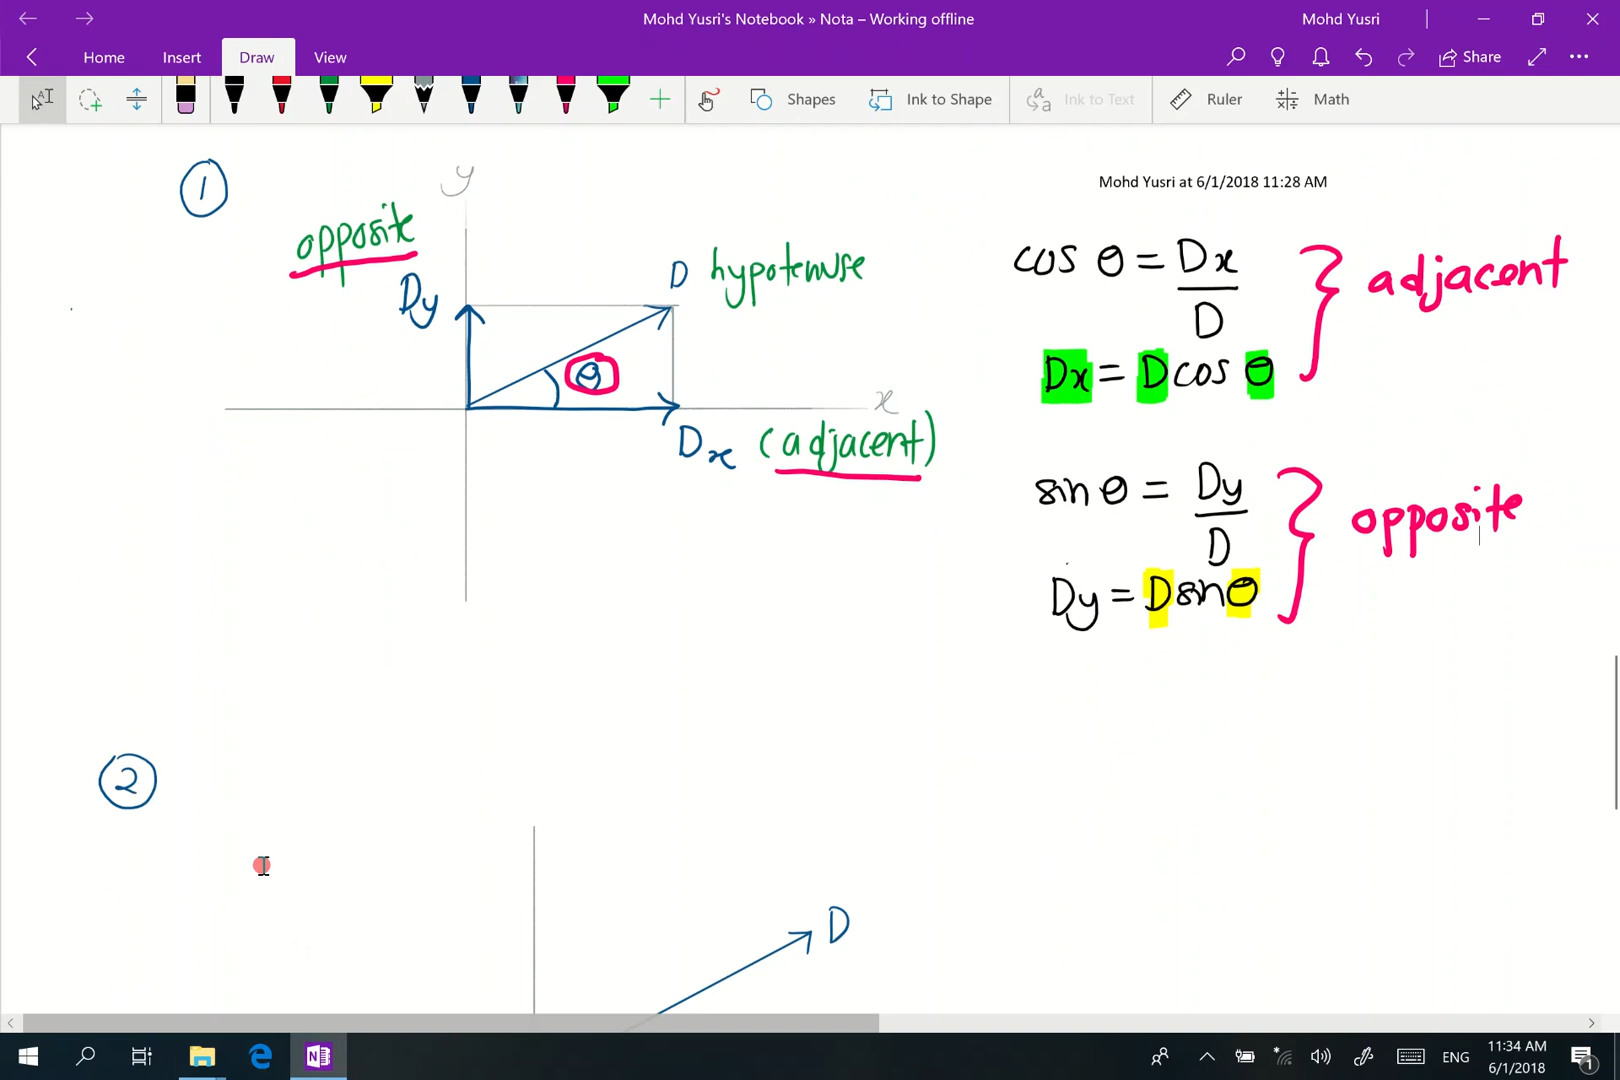 Mohd Yusri's Notebook » Nota – Working offline
Mohd Yusri
Home Insert Draw View
Share
Shapes Ink to Shape Ink to Text Ruler Math
Mohd Yusri at 6/1/2018 11:28 AM
1
y
opposite
Dy
D hypotenuse
θ
x
Dx (adjacent)
cos θ = Dx
D
Dx = D cos θ
adjacent
sin θ = Dy
D
Dy = D sin θ
opposite
2
D
ENG
11:34 AM
6/1/2018
1